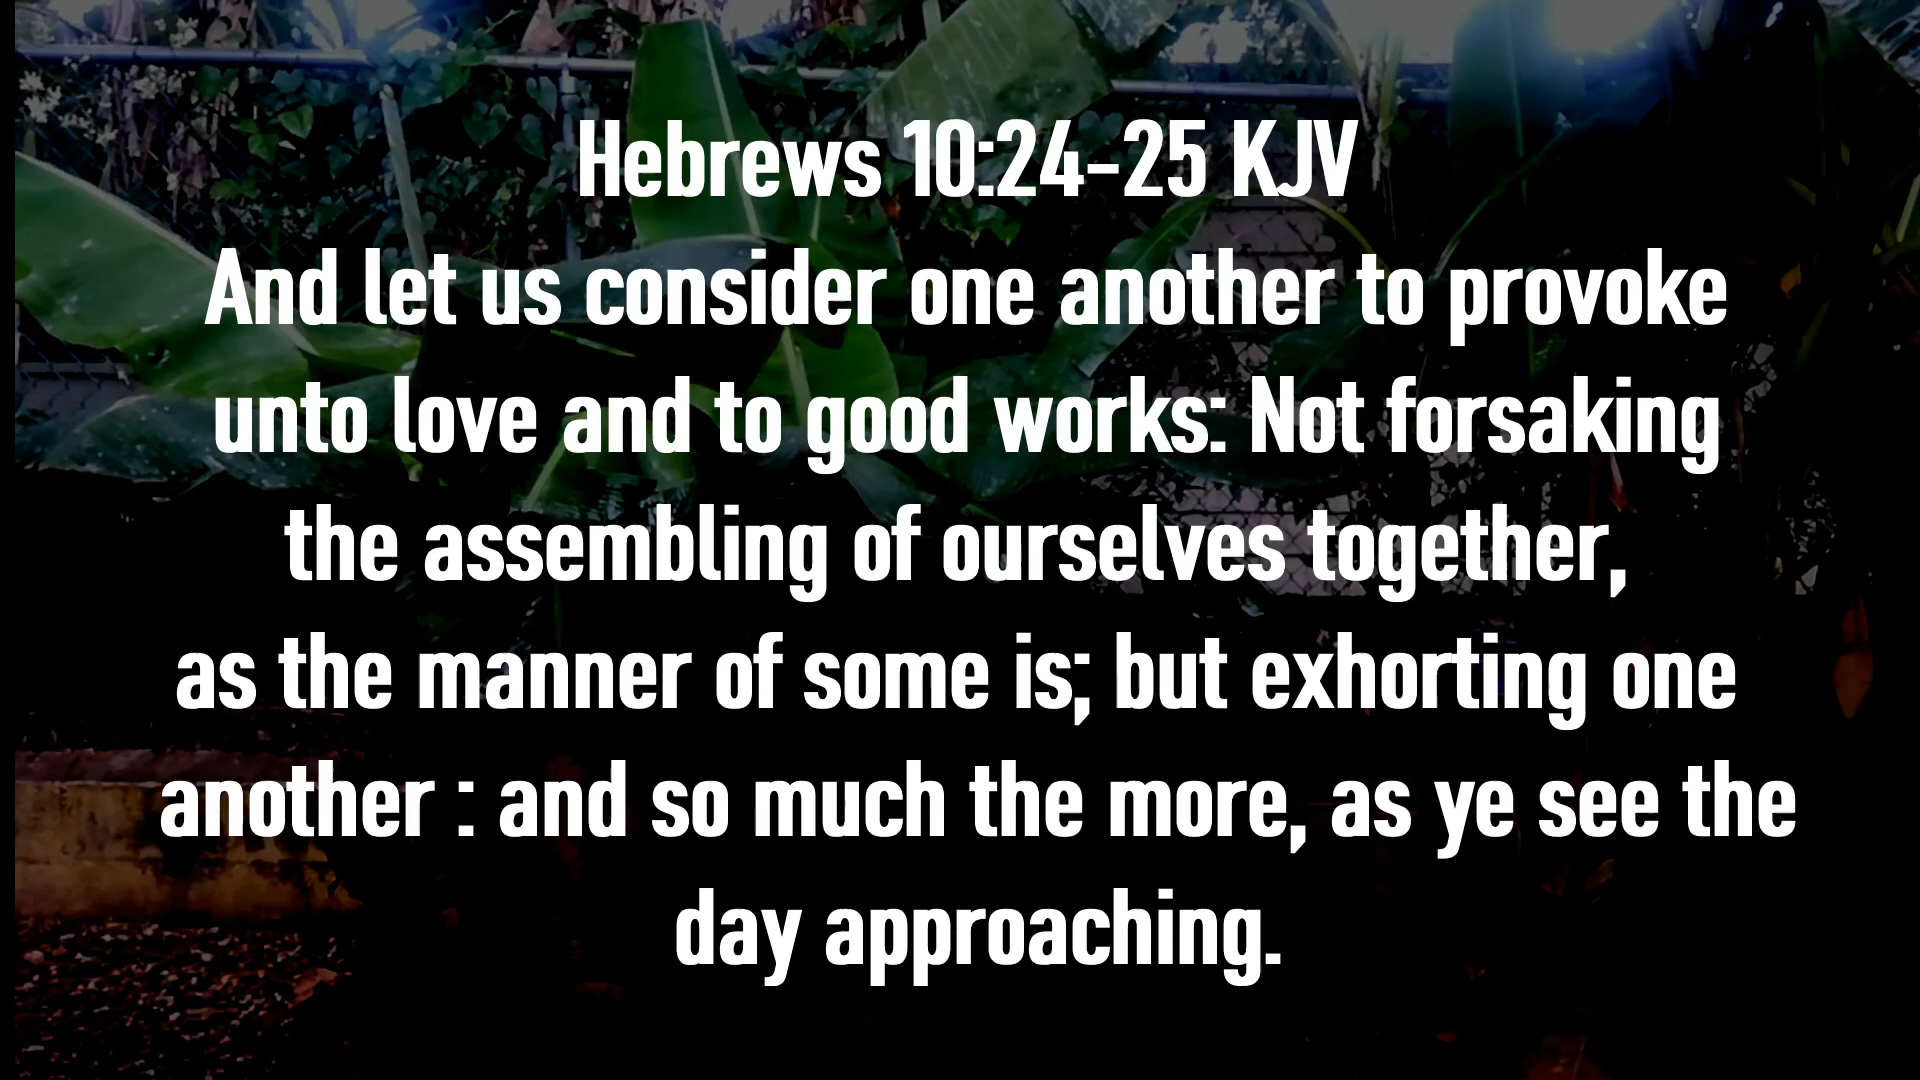 Hebrews 10:24-25 KJV
And let us consider one another to provoke
unto love and to good works: Not forsaking
the assembling of ourselves together,
as the manner of some is; but exhorting one
another : and so much the more, as ye see the
day approaching.